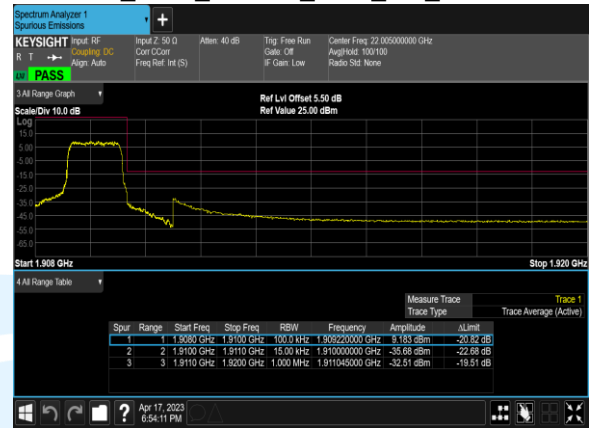 Spectrum Analyzer 1
Spurious Emissions
+
KEYSIGHT Input: RF Input Z: 50 Ω Atten: 40 dB Trig: Free Run Center Freq: 22.005000000 GHz
R T Coupling: DC Corr CCorr Gate: Off Avg|Hold: 100/100
Align: Auto Freq Ref: Int (S) IF Gain: Low Radio Std: None
LXI PASS
3 All Range Graph
Ref Lvl Offset 5.50 dB
Scale/Div 10.0 dB Ref Value 25.00 dBm
Log
15.0
5.00
-5.00
-15.0
-25.0
-35.0
-45.0
-55.0
-65.0
Start 1.908 GHz Stop 1.920 GHz
4 All Range Table
Measure Trace Trace 1
Trace Type Trace Average (Active)
Spur Range Start Freq Stop Freq RBW Frequency Amplitude ΔLimit
1 1 1.9080 GHz 1.9100 GHz 100.0 kHz 1.909220000 GHz 9.183 dBm -20.82 dB
2 2 1.9100 GHz 1.9110 GHz 15.00 kHz 1.910000000 GHz -35.68 dBm -22.68 dB
3 3 1.9110 GHz 1.9200 GHz 1.000 MHz 1.911045000 GHz -32.51 dBm -19.51 dB
? Apr 17, 2023
6:54:11 PM